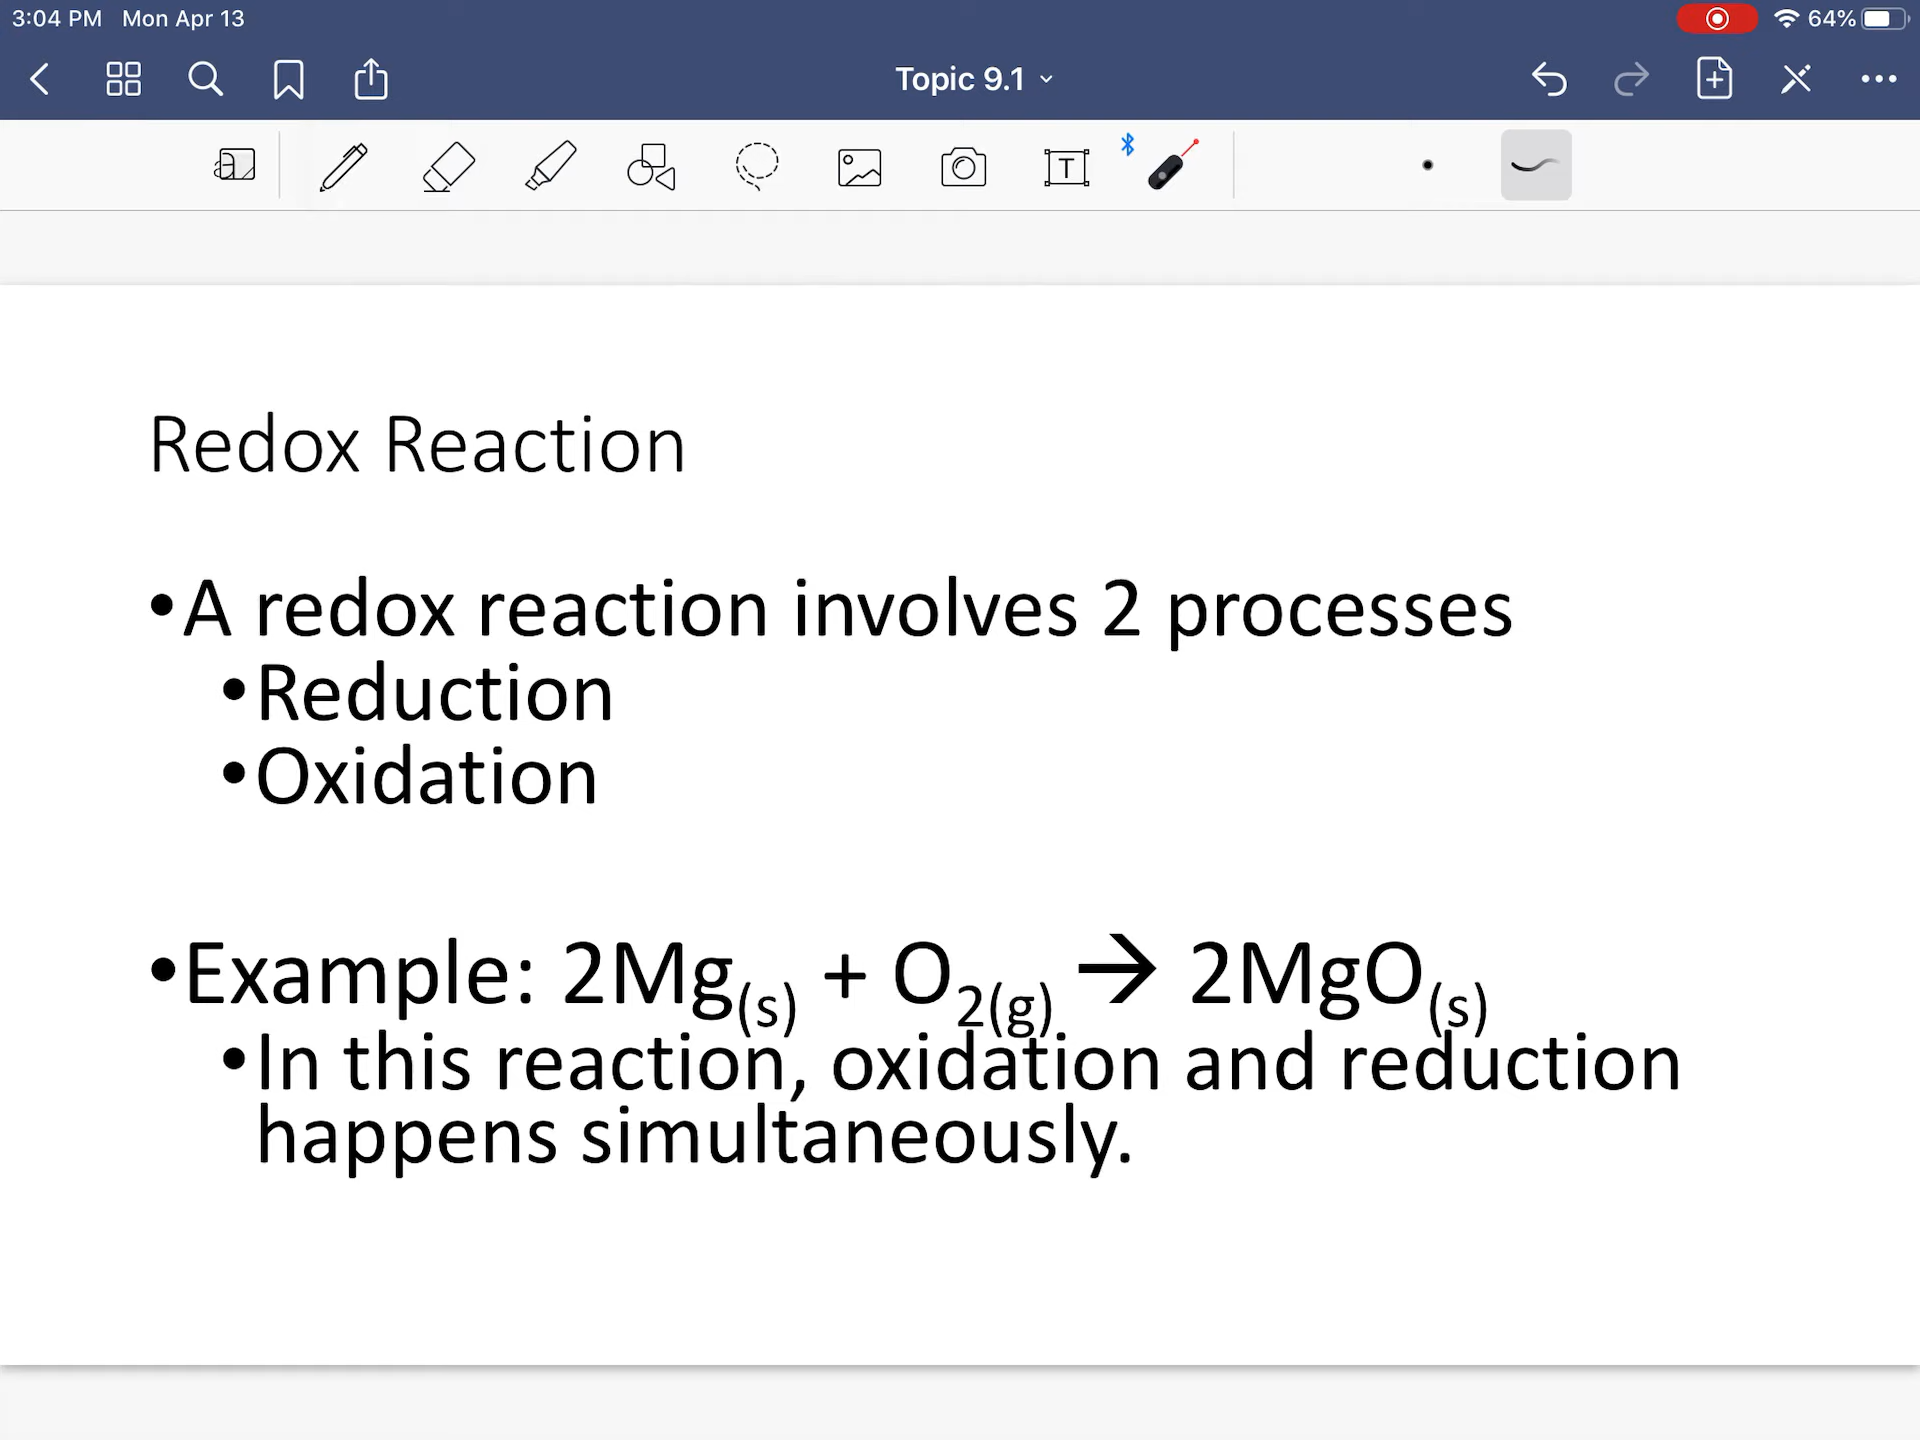 3:04 PM Mon Apr 13
64%
Topic 9.1
Redox Reaction
•A redox reaction involves 2 processes
•Reduction
•Oxidation
•Example: 2Mg(s) + O2(g) → 2MgO(s)
•In this reaction, oxidation and reduction
happens simultaneously.